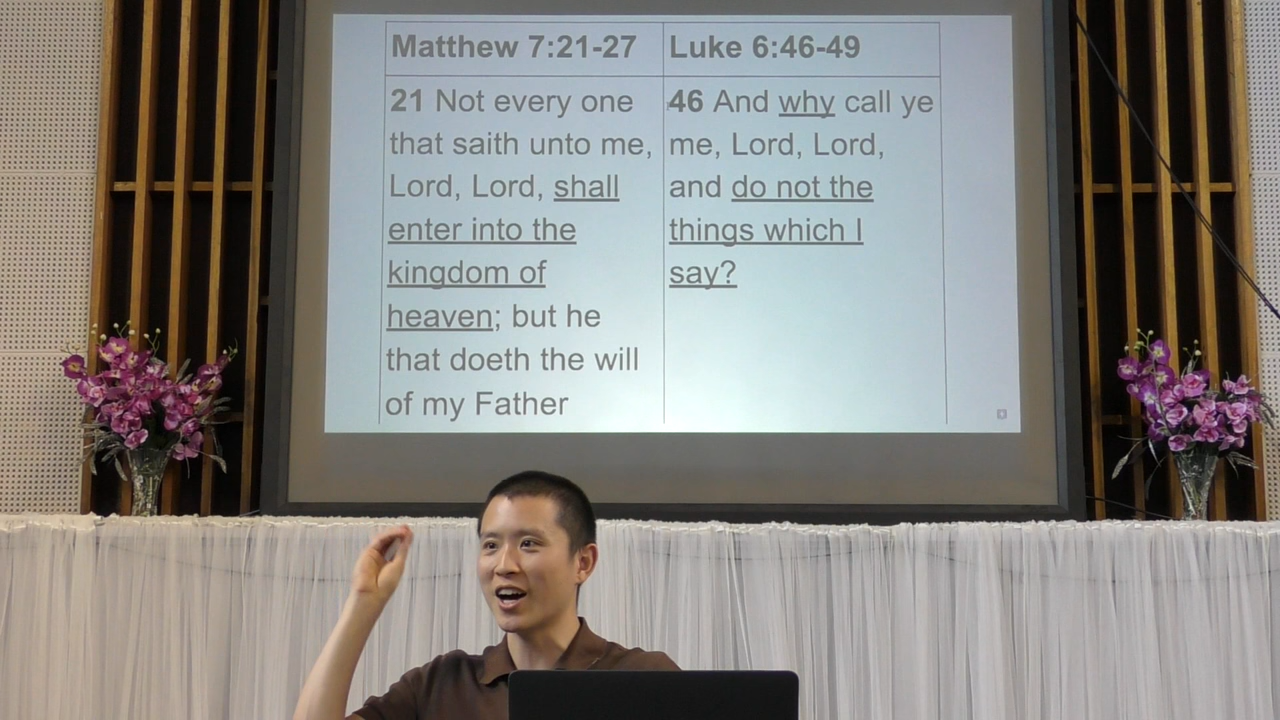 Matthew 7:21-27
21 Not every one
that saith unto me,
Lord, Lord, shall
enter into the
kingdom of
heaven; but he
that doeth the will
of my Father
Luke 6:46-49
46 And why call ye
me, Lord, Lord,
and do not the
things which I
say?